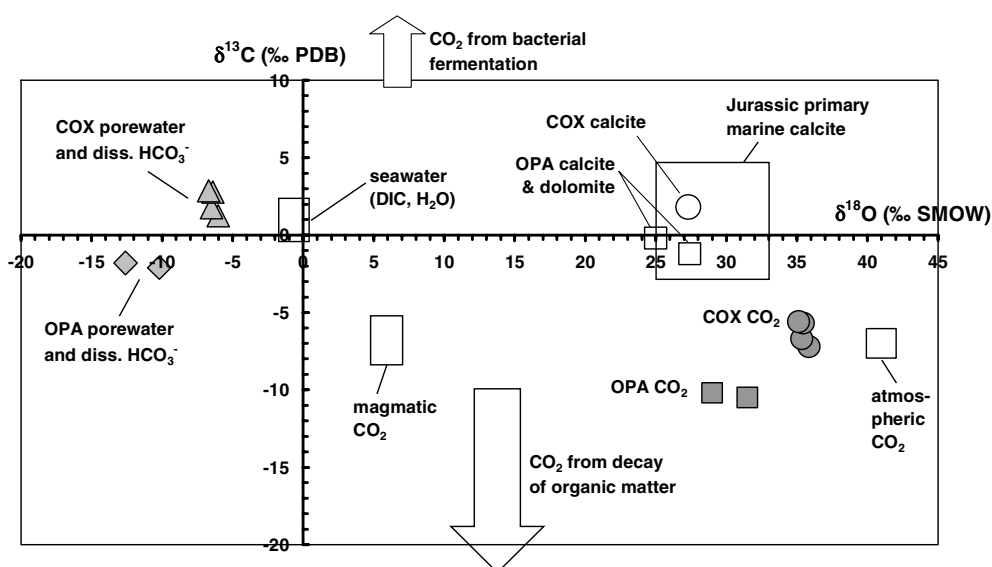 CO₂ from bacterial
fermentation
δ¹³C (‰ PDB)
10
Jurassic primary
marine calcite
COX calcite
COX porewater
and diss. HCO₃⁻
5
OPA calcite
& dolomite
seawater
(DIC, H₂O)
δ¹⁸O (‰ SMOW)
0
-20 -15 -10 -5 0 5 10 15 20 25 30 35 40 45
OPA porewater
and diss. HCO₃⁻
-5
COX CO₂
OPA CO₂
-10
magmatic
CO₂
atmos-
pheric
CO₂
-15
CO₂ from decay
of organic matter
-20